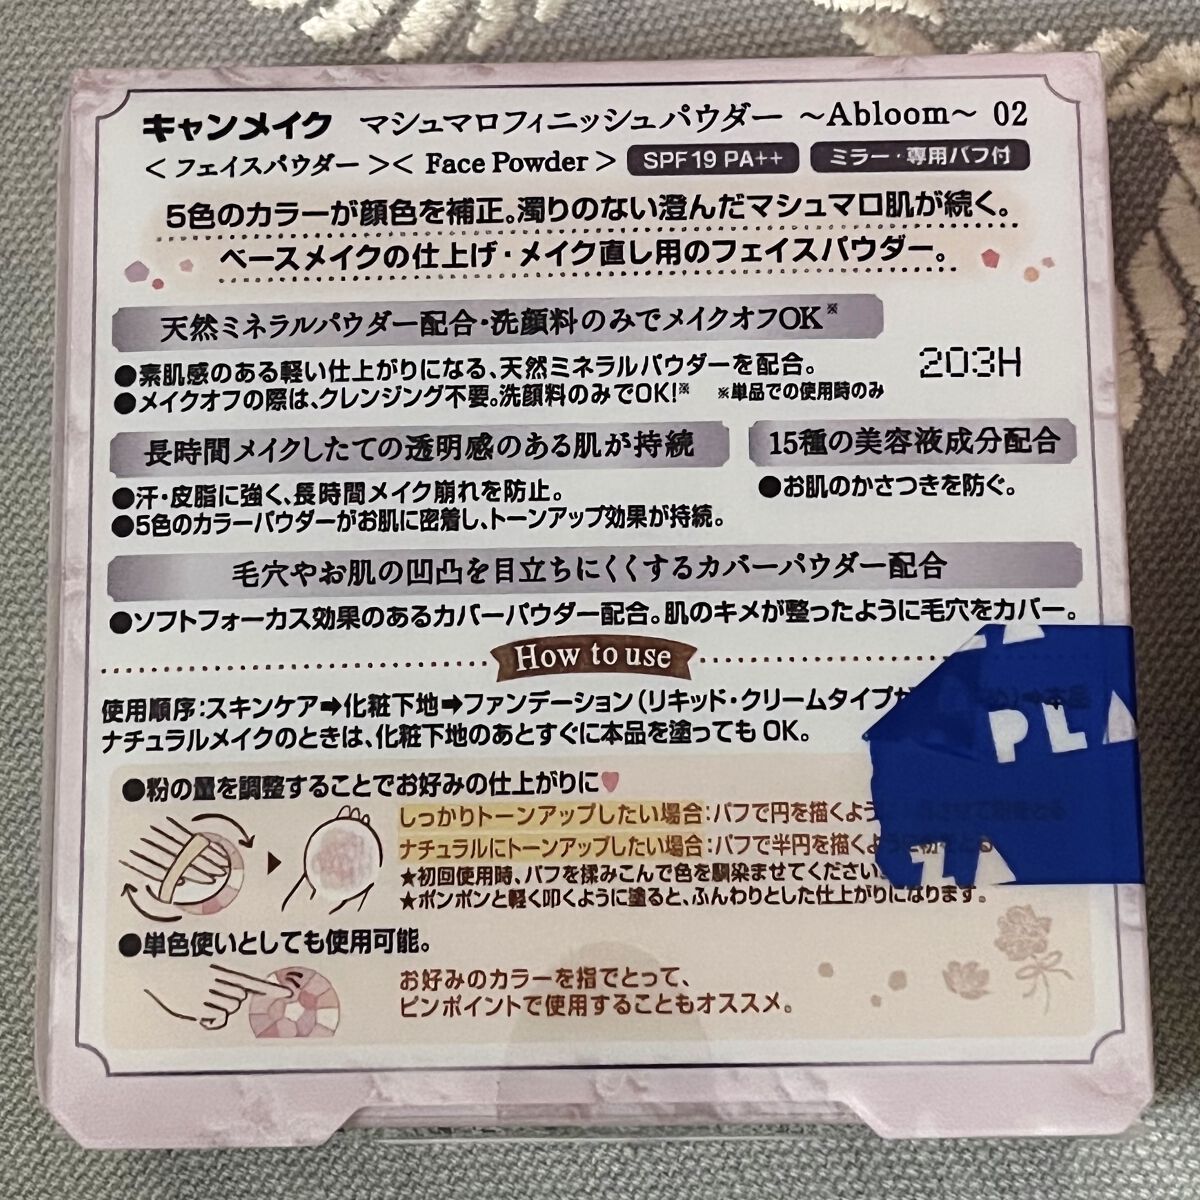 キャンメイク マシュマロフィニッシュパウダー ～Abloom～ 02
＜フェイスパウダー＞＜Face Powder＞ SPF19 PA++ ミラー・専用パフ付
5色のカラーが顔色を補正。濁りのない澄んだマシュマロ肌が続く。
ベースメイクの仕上げ・メイク直し用のフェイスパウダー。
天然ミネラルパウダー配合・洗顔料のみでメイクオフOK※
●素肌感のある軽い仕上がりになる、天然ミネラルパウダーを配合。
203H
●メイクオフの際は、クレンジング不要。洗顔料のみでOK!※ ※単品での使用時のみ
長時間メイクしたての透明感のある肌が持続
●汗・皮脂に強く、長時間メイク崩れを防止。
●5色のカラーパウダーがお肌に密着し、トーンアップ効果が持続。
15種の美容液成分配合
●お肌のかさつきを防ぐ。
毛穴やお肌の凹凸を目立ちにくくするカバーパウダー配合
●ソフトフォーカス効果のあるカバーパウダー配合。肌のキメが整ったように毛穴をカバー。
How to use
使用順序:スキンケア➡化粧下地➡ファンデーション(リキッド・クリームタイプ
ナチュラルメイクのときは、化粧下地のあとすぐに本品を塗ってもOK。
PLA
ZA
●粉の量を調整することでお好みの仕上がりに♥
しっかりトーンアップしたい場合:パフで円を描くよう
ナチュラルにトーンアップしたい場合:パフで半円を描くように粉をとる
★初回使用時、パフを揉みこんで色を馴染ませてください。
★ポンポンと軽く叩くように塗ると、ふんわりとした仕上がりになります。
●単色使いとしても使用可能。
お好みのカラーを指でとって、
ピンポイントで使用することもオススメ。